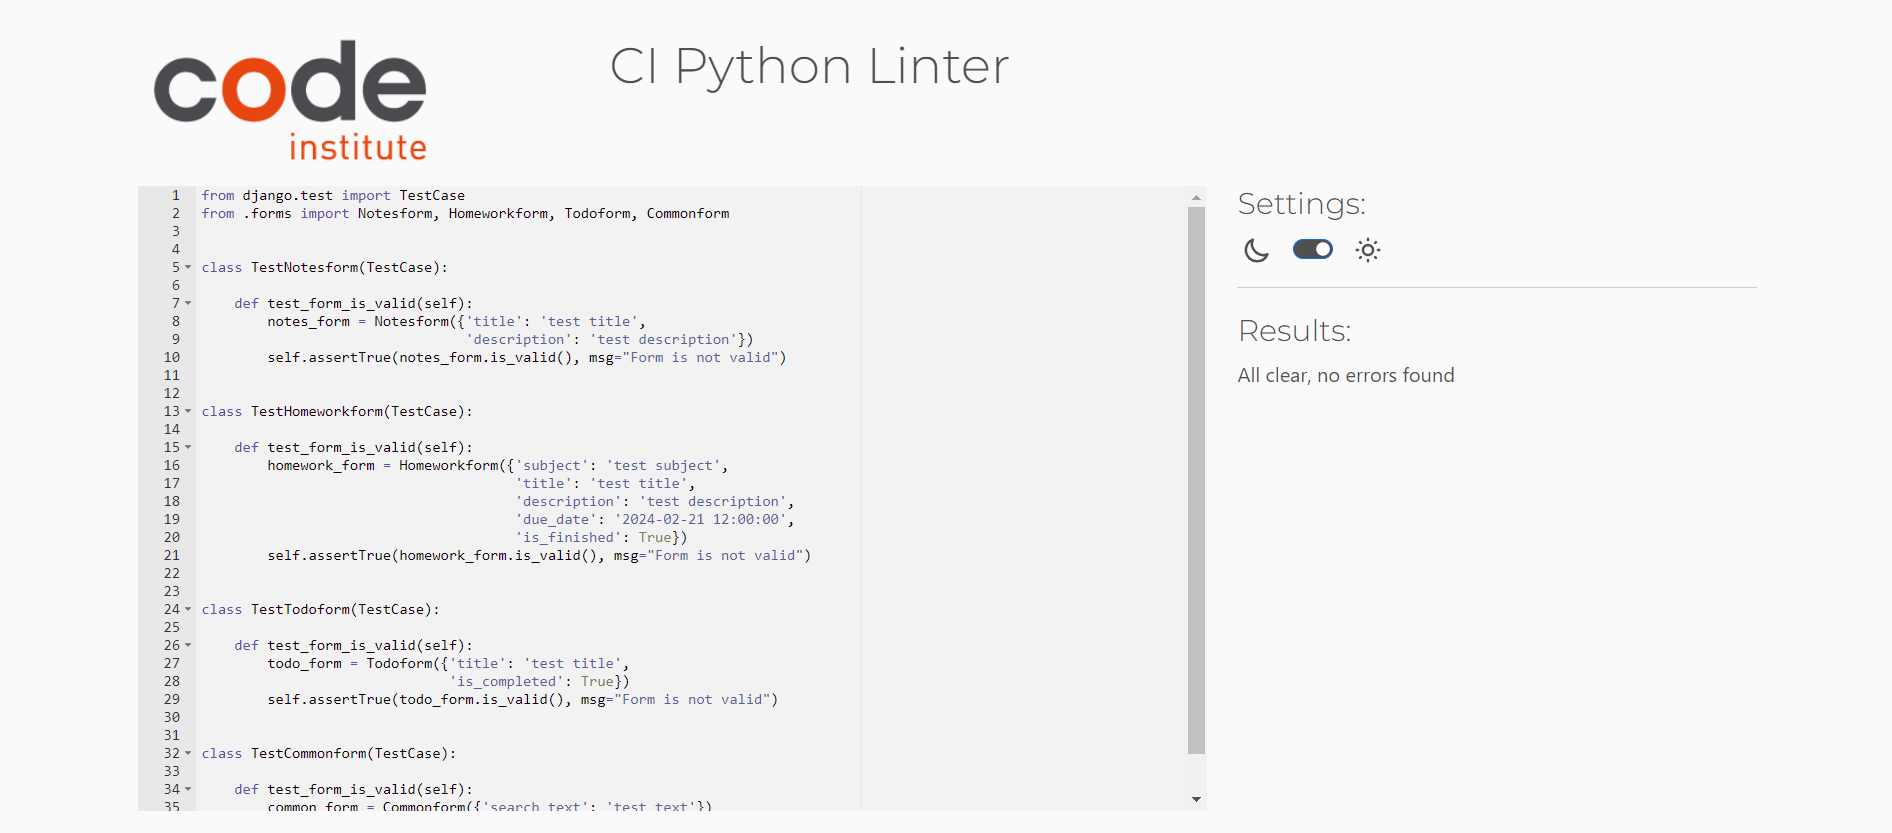 code
institute
CI Python Linter
1 from django.test import TestCase
2 from .forms import Notesform, Homeworkform, Todoform, Commonform
3
4
5 class TestNotesform(TestCase):
6
7     def test_form_is_valid(self):
8         notes_form = Notesform({'title': 'test title',
9                                 'description': 'test description'})
10         self.assertTrue(notes_form.is_valid(), msg="Form is not valid")
11
12
13 class TestHomeworkform(TestCase):
14
15     def test_form_is_valid(self):
16         homework_form = Homeworkform({'subject': 'test subject',
17                                       'title': 'test title',
18                                       'description': 'test description',
19                                       'due_date': '2024-02-21 12:00:00',
20                                       'is_finished': True})
21         self.assertTrue(homework_form.is_valid(), msg="Form is not valid")
22
23
24 class TestTodoform(TestCase):
25
26     def test_form_is_valid(self):
27         todo_form = Todoform({'title': 'test title',
28                               'is_completed': True})
29         self.assertTrue(todo_form.is_valid(), msg="Form is not valid")
30
31
32 class TestCommonform(TestCase):
33
34     def test_form_is_valid(self):
35         common_form = Commonform({'search_text': 'test text'})
Settings:
Results:
All clear, no errors found